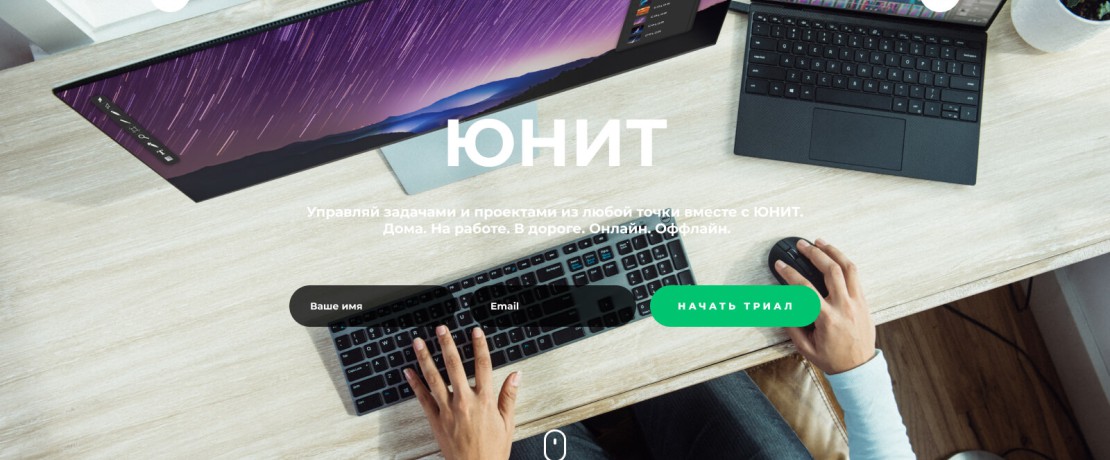 ЮНИТ
Управляй задачами и проектами из любой точки вместе с ЮНИТ.
Дома. На работе. В дороге. Онлайн. Оффлайн.
Ваше имя
Email
НАЧАТЬ ТРИАЛ